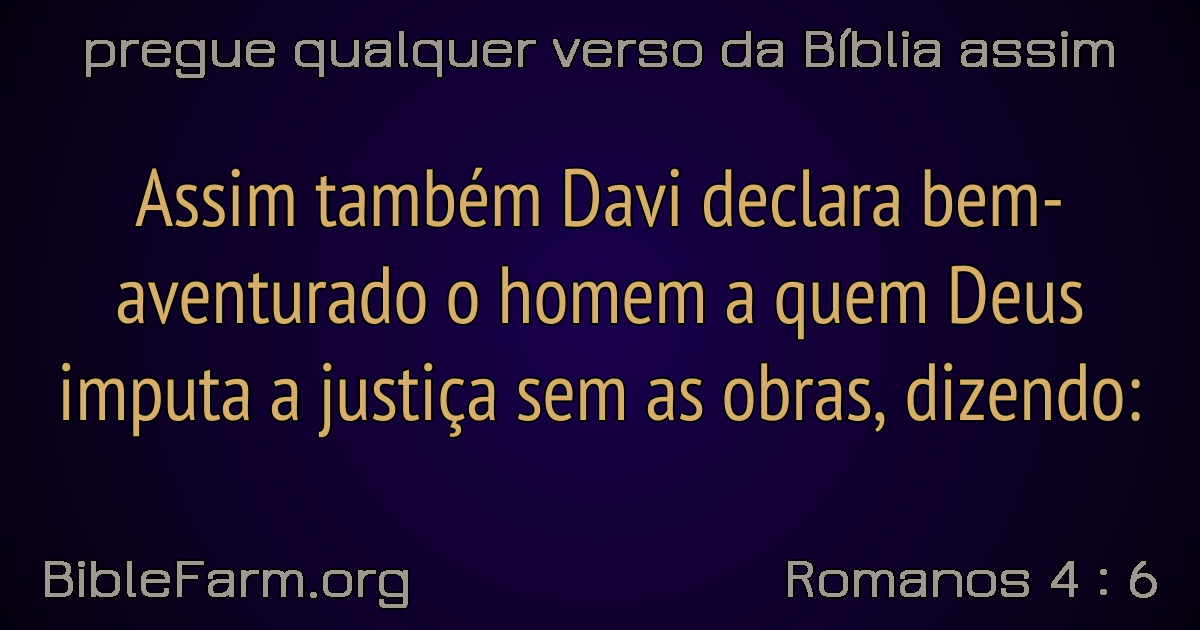 pregue qualquer verso da Bíblia assim
Assim também Davi declara bem-
aventurado o homem a quem Deus
imputa a justiça sem as obras, dizendo:
BibleFarm.org
Romanos 4 : 6